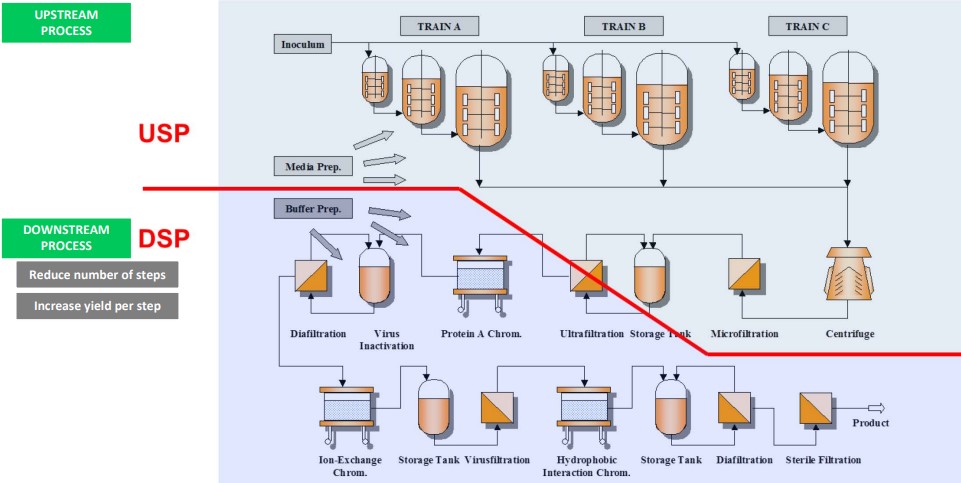 UPSTREAM
PROCESS
TRAIN A
TRAIN B
TRAIN C
Inoculum
USP
Media Prep.
Buffer Prep.
DOWNSTREAM
PROCESS
DSP
Reduce number of steps
Increase yield per step
Diafiltration
Virus
Inactivation
Protein A Chrom.
Ultrafiltration
Storage Tank
Microfiltration
Centrifuge
Product
Ion-Exchange
Chrom.
Storage Tank
Virusfiltration
Hydrophobic
Interaction Chrom.
Storage Tank
Diafiltration
Sterile Filtration